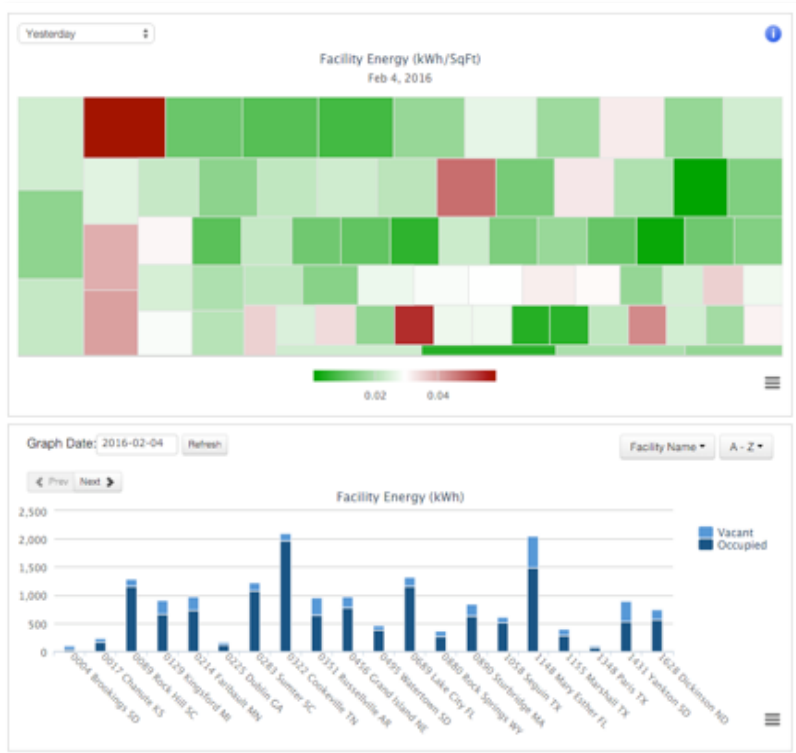 Yesterday
i
Facility Energy (kWh/SqFt)
Feb 4, 2016
0.02 0.04
Graph Date: 2016-02-04 Refresh
Facility Name A - Z
Prev Next
Facility Energy (kWh)
2,500
2,000
1,500
1,000
500
0
Vacant
Occupied
0004 Brookings SD
0017 Chanute KS
0089 Rock Hill SC
0129 Kingsford MI
0214 Faribault MN
0225 Dublin GA
0283 Sumter SC
0322 Cookeville TN
0351 Russellville AR
0456 Grand Island NE
0495 Watertown SD
0689 Lake City FL
0880 Rock Springs WY
0890 Sturbridge MA
1058 Seguin TX
1148 Mary Esther FL
1155 Marshall TX
1348 Paris TX
1431 Yankton SD
1628 Dickinson ND